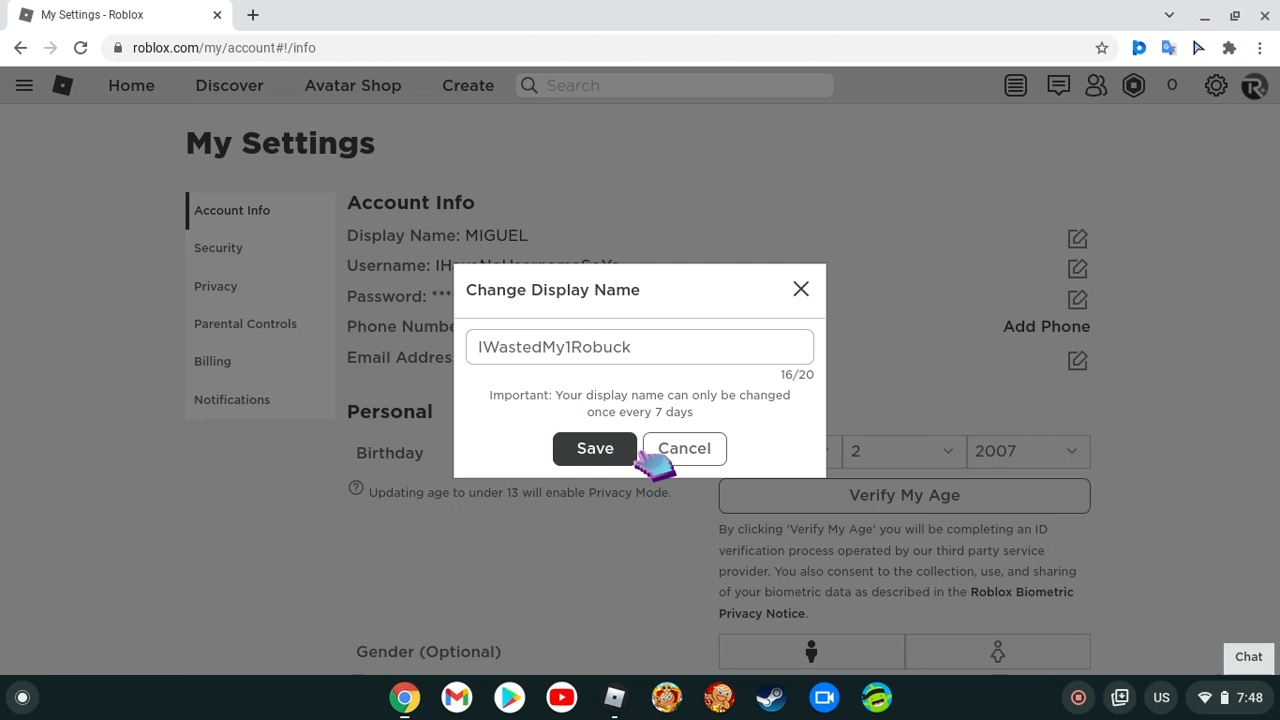 My Settings - Roblox
roblox.com/my/account#!/info
Home
Discover
Avatar Shop
Create
Search
0
My Settings
Account Info
Security
Privacy
Parental Controls
Billing
Notifications
Account Info
Display Name: MIGUEL
Username:
Password: ***
Phone
Add Phone
Email
Change Display Name
IWastedMy1Robuck
16/20
Important: Your display name can only be changed
once every 7 days
Save
Cancel
Personal
Birthday
2
2007
Updating age to under 13 will enable Privacy Mode.
Verify My Age
By clicking 'Verify My Age' you will be completing an ID
verification process operated by our third party service
provider. You also consent to the collection, use, and sharing
of your biometric data as described in the Roblox Biometric
Privacy Notice.
Gender (Optional)
Chat
US
7:48